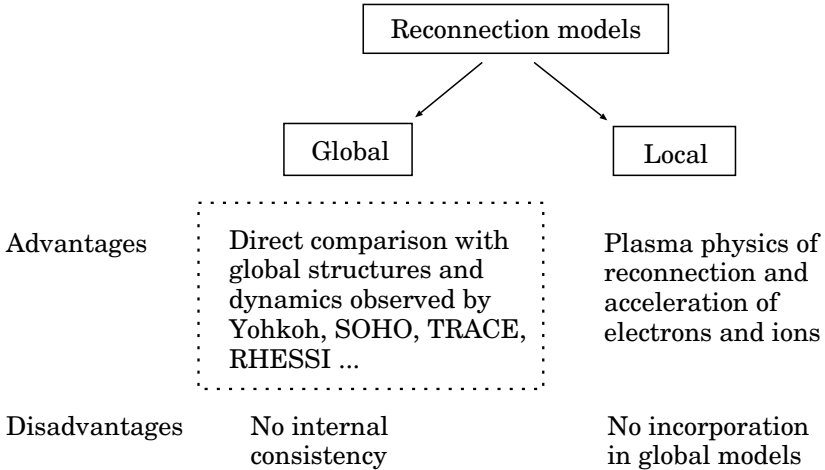 Reconnection models
Global
Local
Advantages
Direct comparison with
global structures and
dynamics observed by
Yohkoh, SOHO, TRACE,
RHESSI ...
Plasma physics of
reconnection and
acceleration of
electrons and ions
Disadvantages
No internal
consistency
No incorporation
in global models